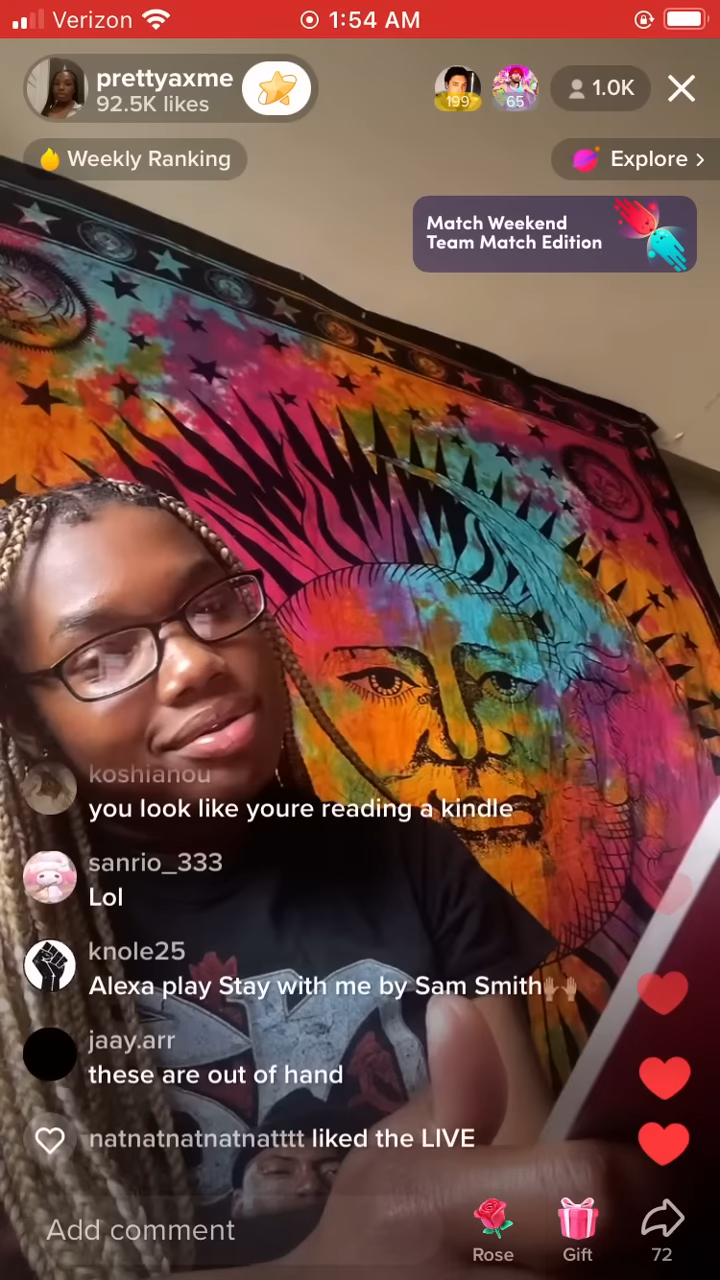 Verizon 1:54 AM
prettyaxme
92.5K likes
199 65 1.0K
Weekly Ranking
Explore >
Match Weekend
Team Match Edition
koshianou
you look like youre reading a kindle
sanrio_333
Lol
knole25
Alexa play Stay with me by Sam Smith🙌🏽
jaay.arr
these are out of hand
natnatnatnatnatttt liked the LIVE
Add comment
Rose Gift 72